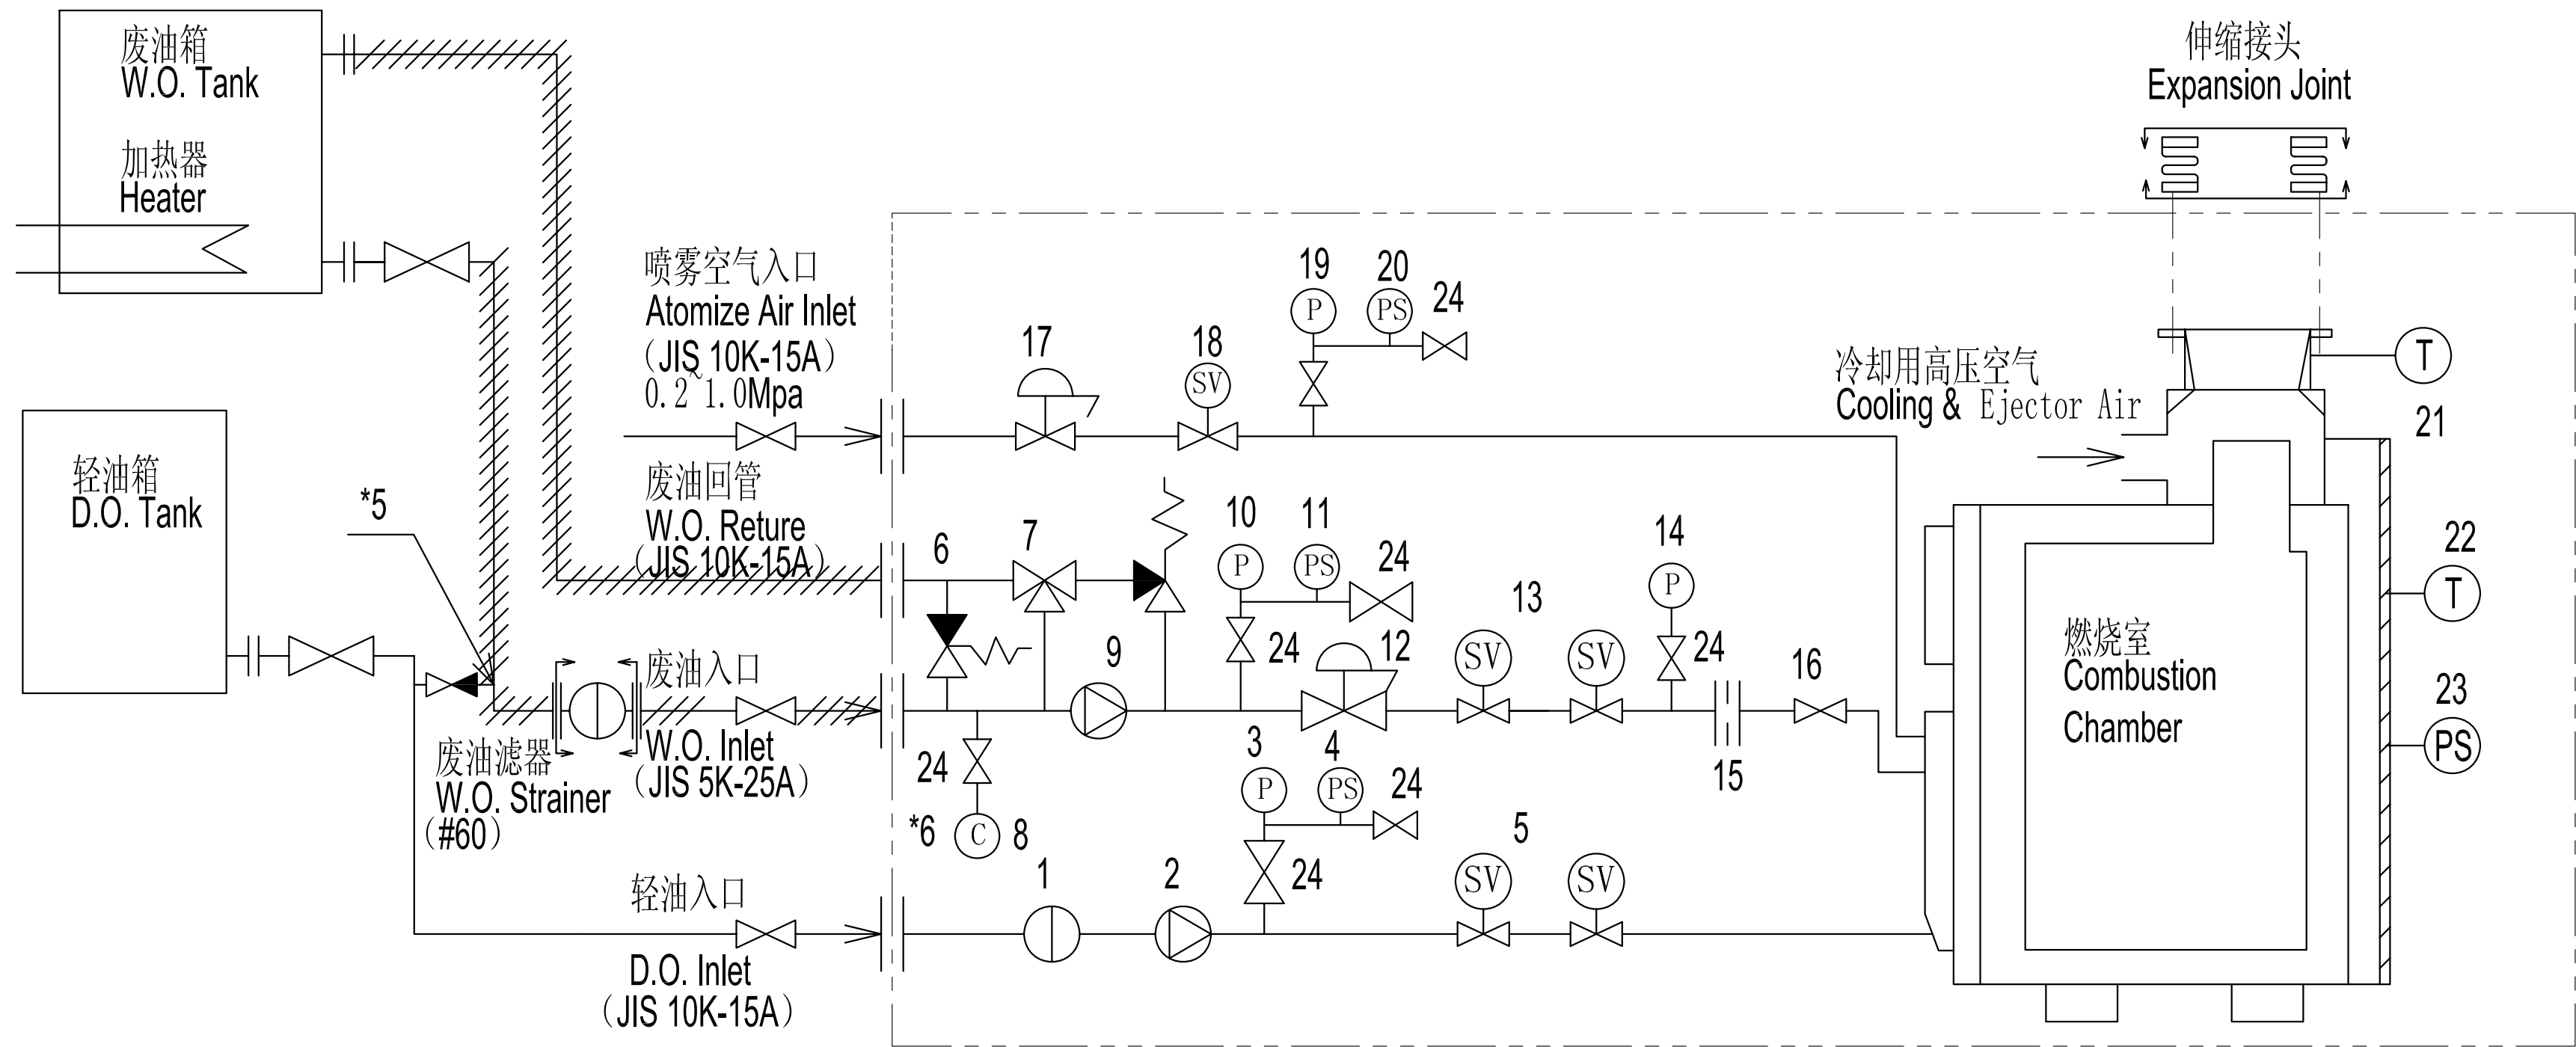 废油箱
W.O. Tank
加热器
Heater
伸缩接头
Expansion Joint
喷雾空气入口
Atomize Air Inlet
(JIS 10K-15A)
0.2~1.0Mpa
17
18
SV
19
P
20
PS
24
冷却用高压空气
Cooling & Ejector Air
T
21
轻油箱
D.O. Tank
*5
废油回管
W.O. Reture
(JIS 10K-15A)
6
7
10
P
11
PS
24
14
P
22
T
废油入口
W.O. Inlet
(JIS 5K-25A)
9
24
12
13
SV
SV
24
16
燃烧室
Combustion
Chamber
23
PS
废油滤器
W.O. Strainer
(#60)
24
*6
C
8
3
P
4
PS
24
15
轻油入口
D.O. Inlet
(JIS 10K-15A)
1
2
24
5
SV
SV